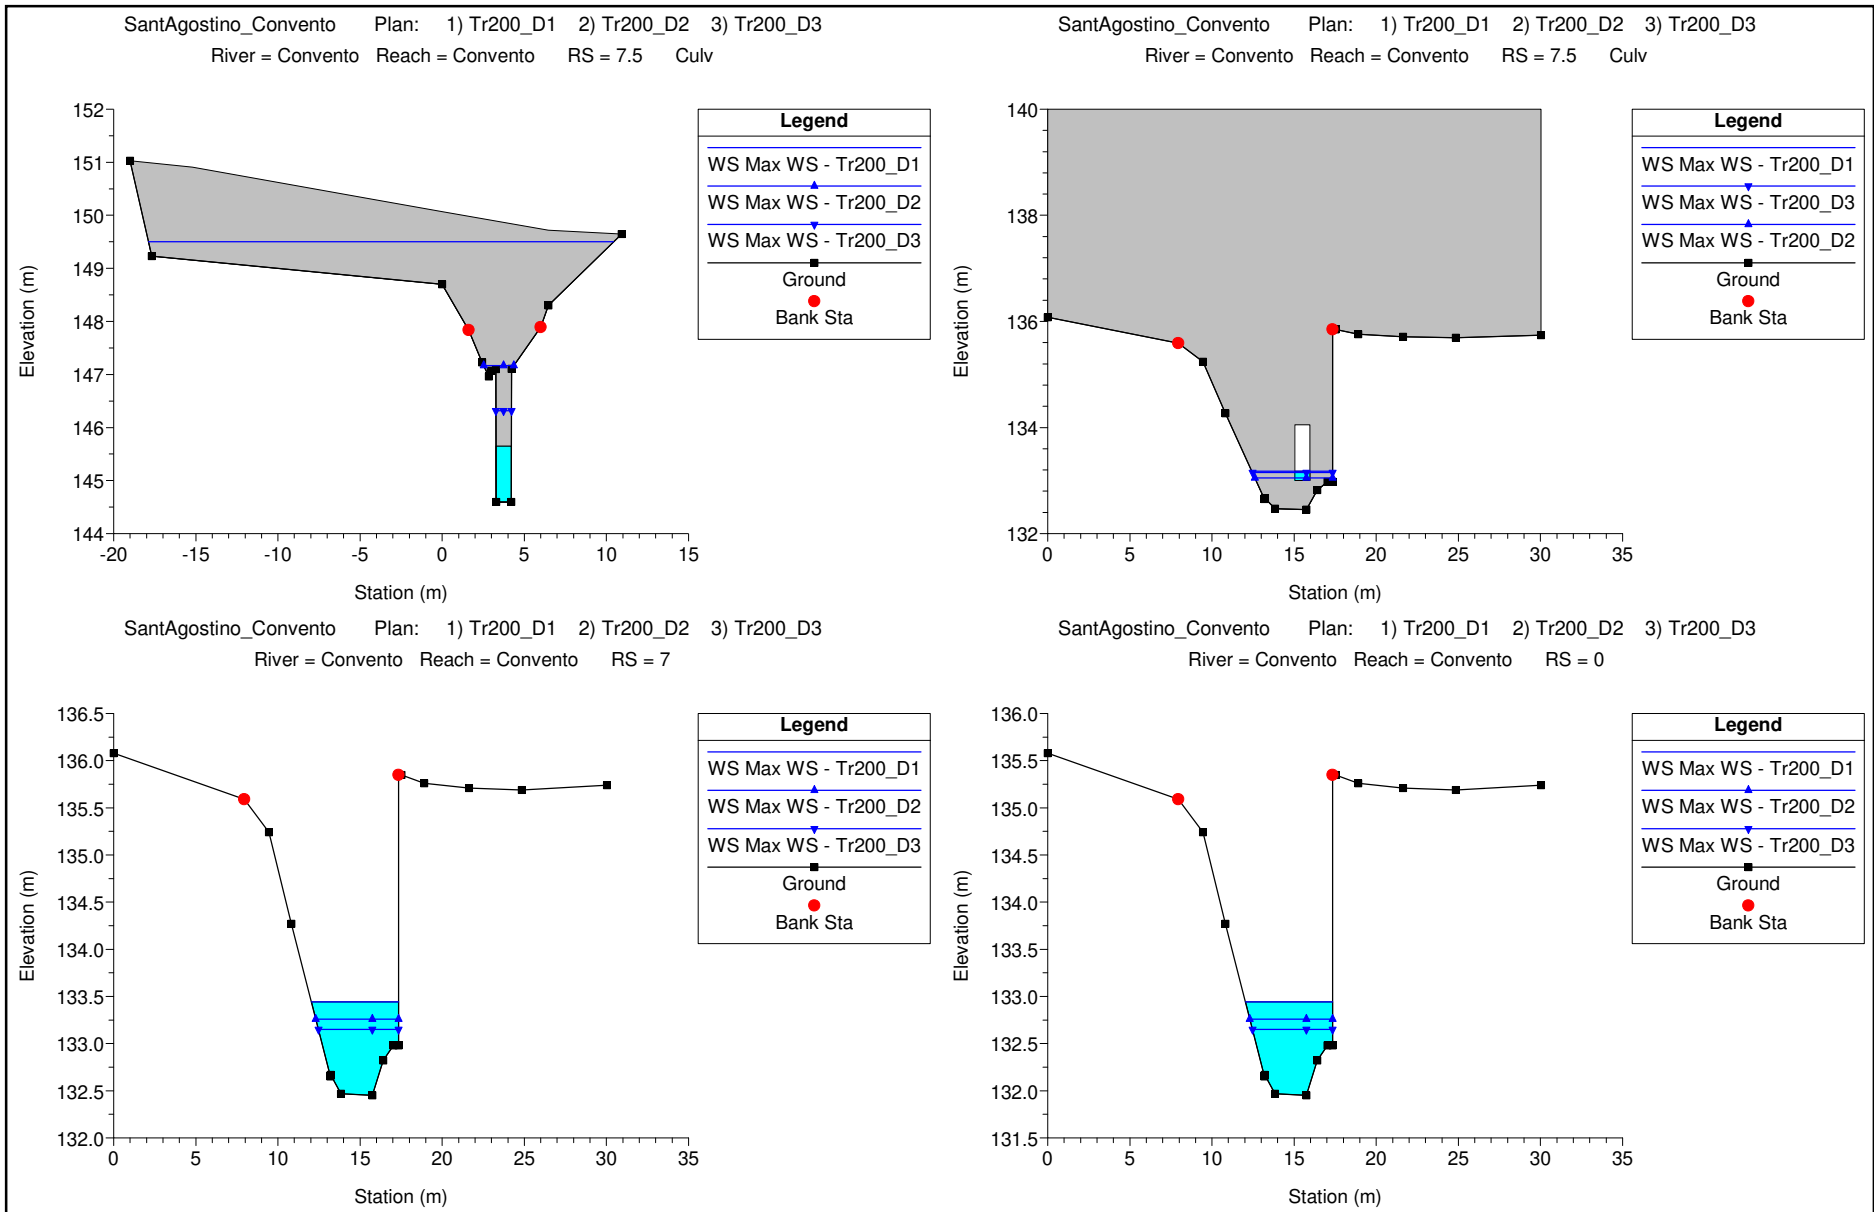 SantAgostino_Convento Plan: 1) Tr200_D1 2) Tr200_D2 3) Tr200_D3
River = Convento Reach = Convento RS = 7.5 Culv
152
151
150
149
148
147
146
145
144
Elevation (m)
-20 -15 -10 -5 0 5 10 15
Station (m)
Legend
WS Max WS - Tr200_D1
WS Max WS - Tr200_D2
WS Max WS - Tr200_D3
Ground
Bank Sta
SantAgostino_Convento Plan: 1) Tr200_D1 2) Tr200_D2 3) Tr200_D3
River = Convento Reach = Convento RS = 7.5 Culv
140
138
136
134
132
Elevation (m)
0 5 10 15 20 25 30 35
Station (m)
Legend
WS Max WS - Tr200_D1
WS Max WS - Tr200_D3
WS Max WS - Tr200_D2
Ground
Bank Sta
SantAgostino_Convento Plan: 1) Tr200_D1 2) Tr200_D2 3) Tr200_D3
River = Convento Reach = Convento RS = 7
136.5
136.0
135.5
135.0
134.5
134.0
133.5
133.0
132.5
132.0
Elevation (m)
0 5 10 15 20 25 30 35
Station (m)
Legend
WS Max WS - Tr200_D1
WS Max WS - Tr200_D2
WS Max WS - Tr200_D3
Ground
Bank Sta
SantAgostino_Convento Plan: 1) Tr200_D1 2) Tr200_D2 3) Tr200_D3
River = Convento Reach = Convento RS = 0
136.0
135.5
135.0
134.5
134.0
133.5
133.0
132.5
132.0
131.5
Elevation (m)
0 5 10 15 20 25 30 35
Station (m)
Legend
WS Max WS - Tr200_D1
WS Max WS - Tr200_D2
WS Max WS - Tr200_D3
Ground
Bank Sta